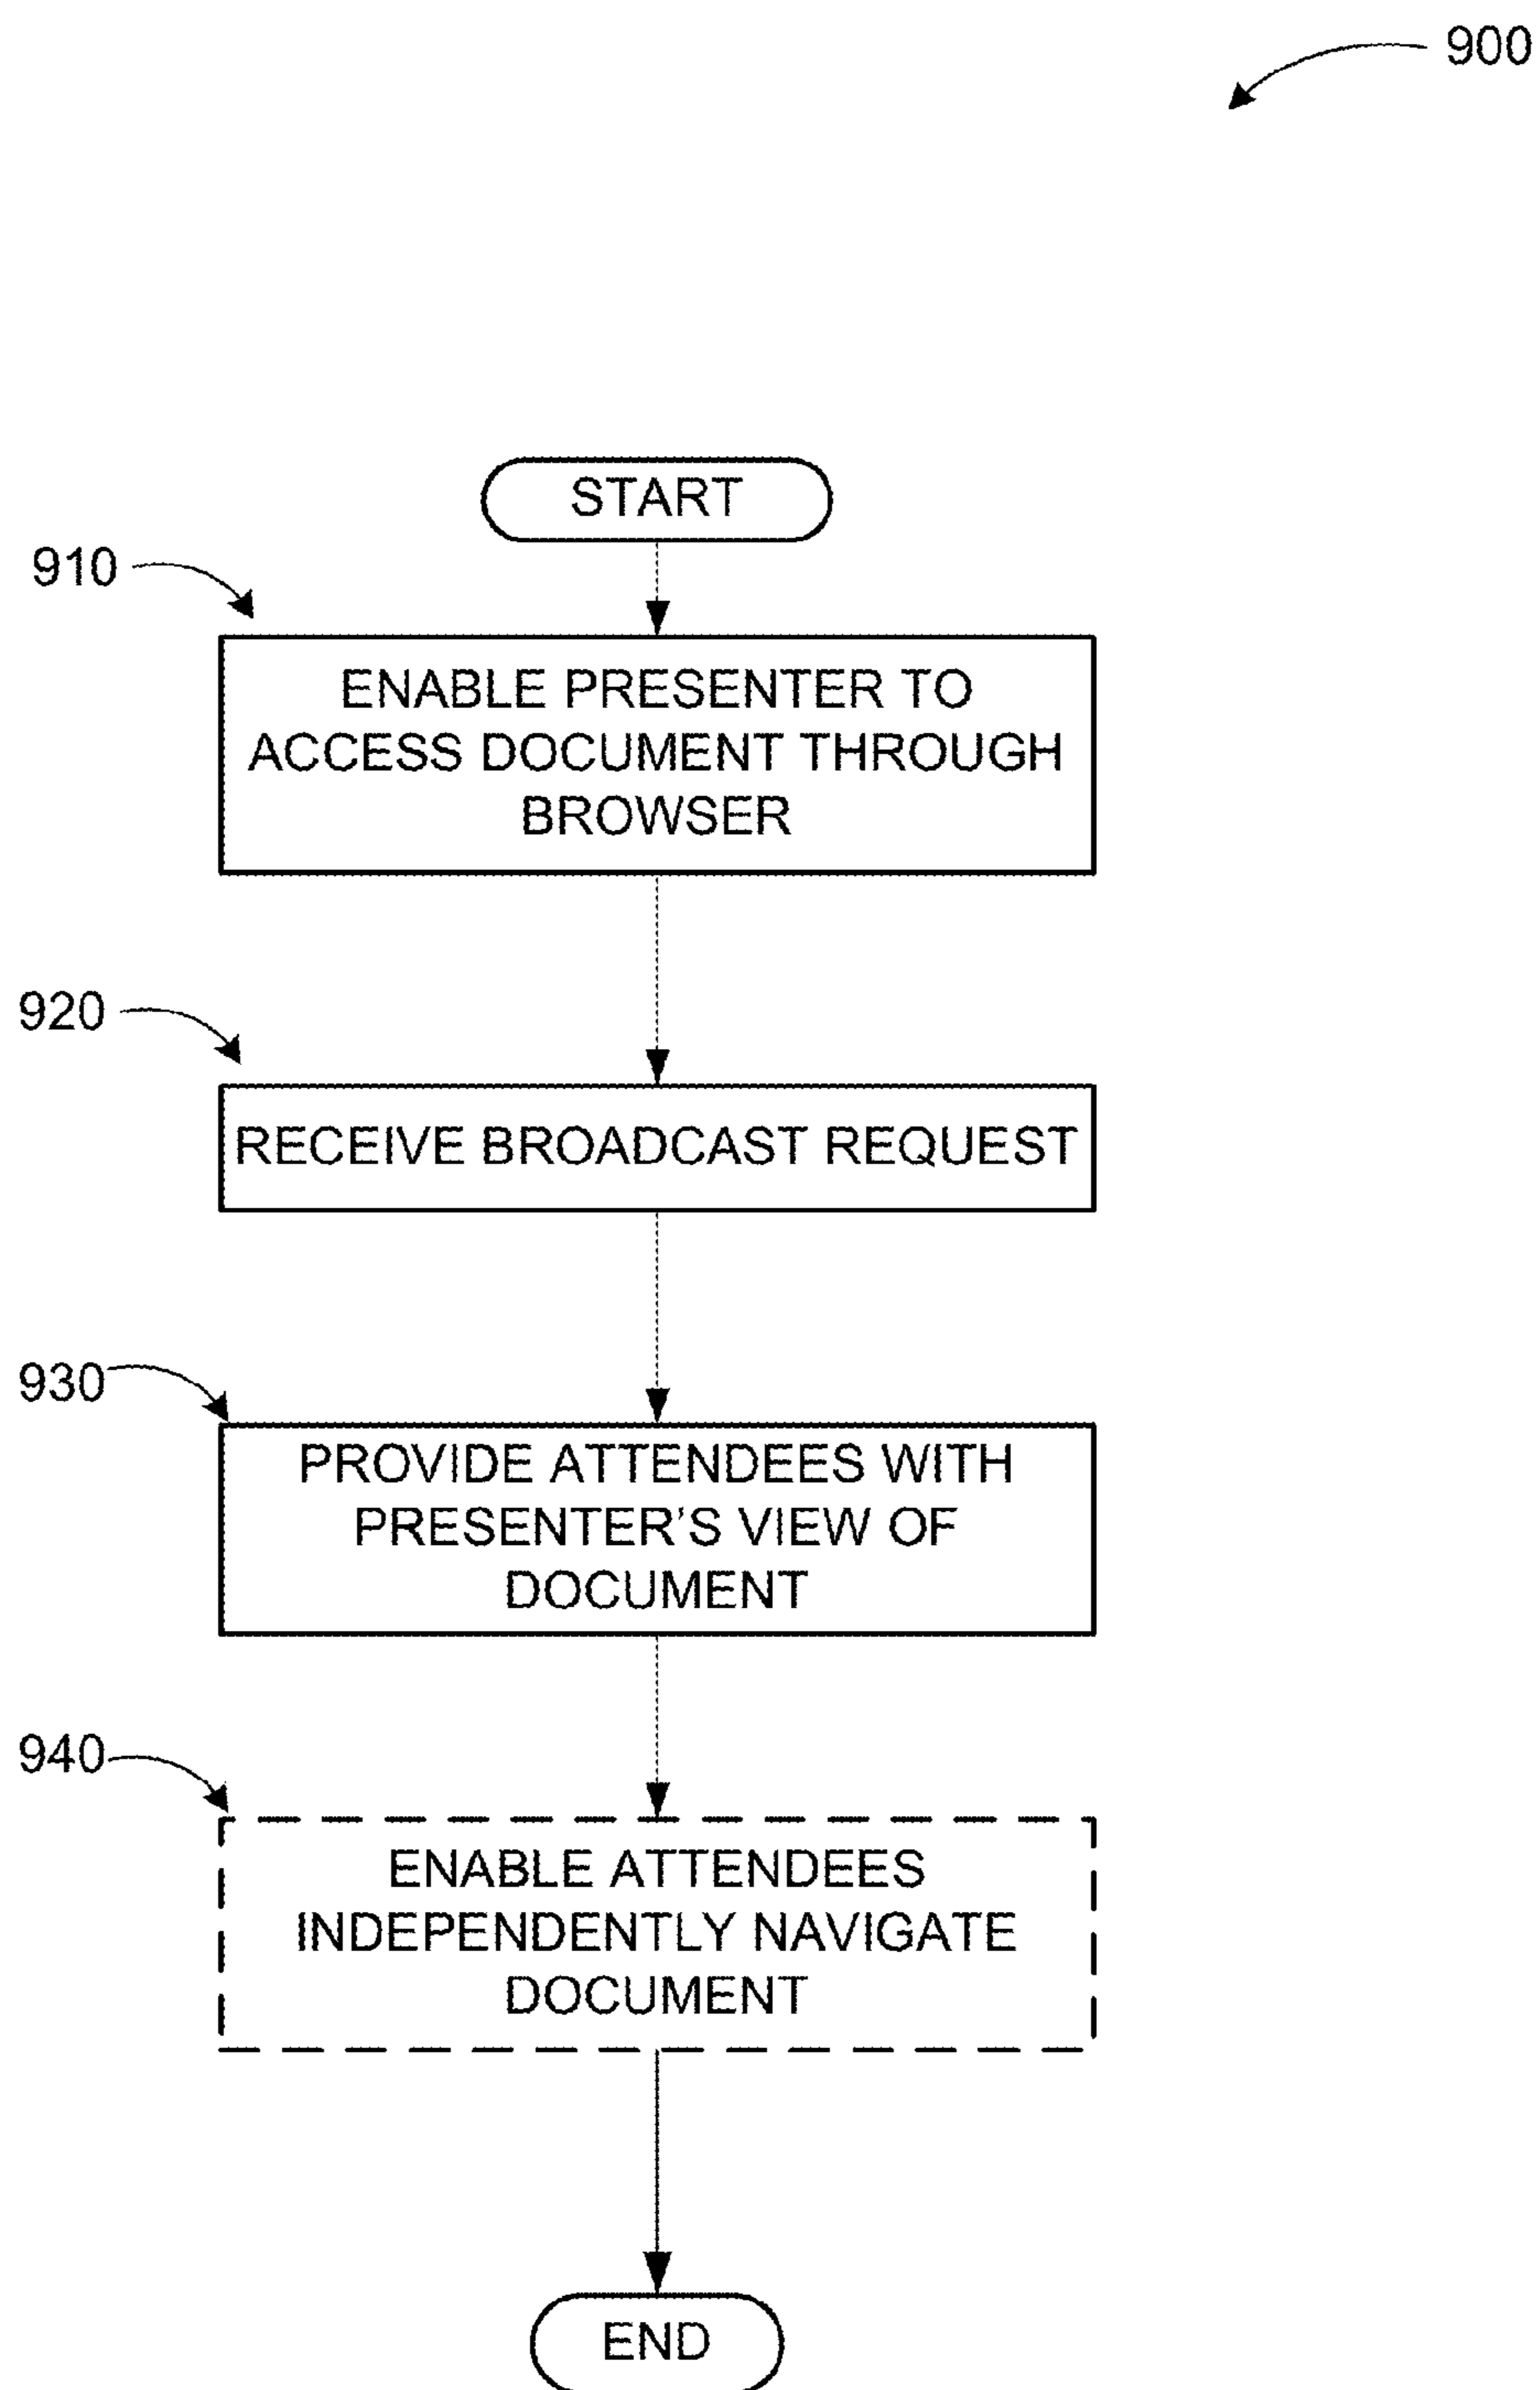 900
START
910
ENABLE PRESENTER TO
ACCESS DOCUMENT THROUGH
BROWSER
920
RECEIVE BROADCAST REQUEST
930
PROVIDE ATTENDEES WITH
PRESENTER'S VIEW OF
DOCUMENT
940
ENABLE ATTENDEES
INDEPENDENTLY NAVIGATE
DOCUMENT
END